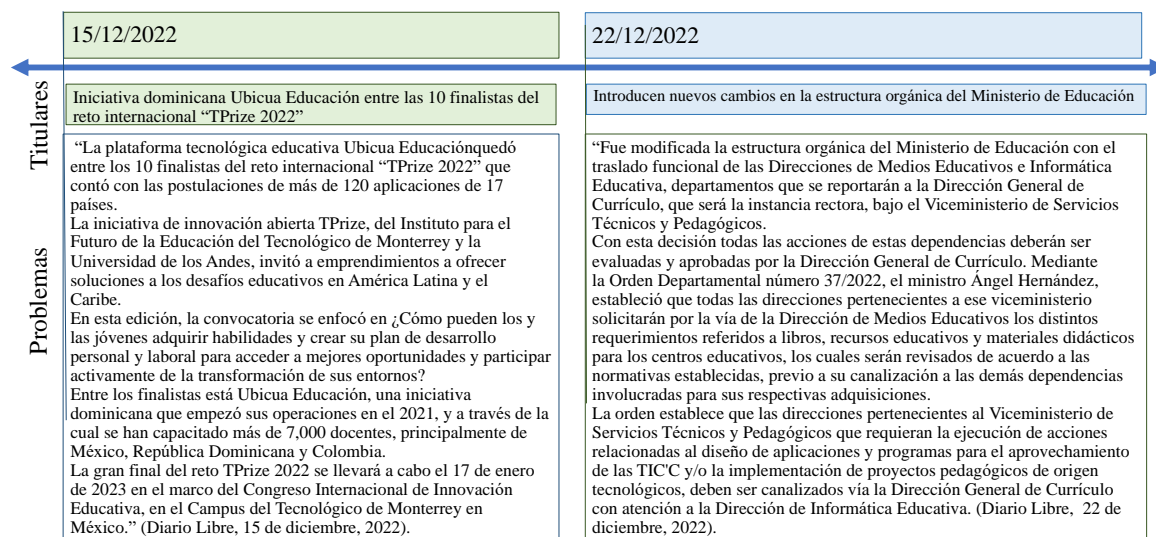 15/12/2022
22/12/2022
Titulares
Iniciativa dominicana Ubicua Educación entre las 10 finalistas del
reto internacional “TPrize 2022”
Introducen nuevos cambios en la estructura orgánica del Ministerio de Educación
Problemas
“La plataforma tecnológica educativa Ubicua Educaciónquedó
entre los 10 finalistas del reto internacional “TPrize 2022” que
contó con las postulaciones de más de 120 aplicaciones de 17
países.
La iniciativa de innovación abierta TPrize, del Instituto para el
Futuro de la Educación del Tecnológico de Monterrey y la
Universidad de los Andes, invitó a emprendimientos a ofrecer
soluciones a los desafíos educativos en América Latina y el
Caribe.
En esta edición, la convocatoria se enfocó en ¿Cómo pueden los y
las jóvenes adquirir habilidades y crear su plan de desarrollo
personal y laboral para acceder a mejores oportunidades y participar
activamente de la transformación de sus entornos?
Entre los finalistas está Ubicua Educación, una iniciativa
dominicana que empezó sus operaciones en el 2021, y a través de la
cual se han capacitado más de 7,000 docentes, principalmente de
México, República Dominicana y Colombia.
La gran final del reto TPrize 2022 se llevará a cabo el 17 de enero
de 2023 en el marco del Congreso Internacional de Innovación
Educativa, en el Campus del Tecnológico de Monterrey en
México.” (Diario Libre, 15 de diciembre, 2022).
“Fue modificada la estructura orgánica del Ministerio de Educación con el
traslado funcional de las Direcciones de Medios Educativos e Informática
Educativa, departamentos que se reportarán a la Dirección General de
Currículo, que será la instancia rectora, bajo el Viceministerio de Servicios
Técnicos y Pedagógicos.
Con esta decisión todas las acciones de estas dependencias deberán ser
evaluadas y aprobadas por la Dirección General de Currículo. Mediante
la Orden Departamental número 37/2022, el ministro Ángel Hernández,
estableció que todas las direcciones pertenecientes a ese viceministerio
solicitarán por la vía de la Dirección de Medios Educativos los distintos
requerimientos referidos a libros, recursos educativos y materiales didácticos
para los centros educativos, los cuales serán revisados de acuerdo a las
normativas establecidas, previo a su canalización a las demás dependencias
involucradas para sus respectivas adquisiciones.
La orden establece que las direcciones pertenecientes al Viceministerio de
Servicios Técnicos y Pedagógicos que requieran la ejecución de acciones
relacionadas al diseño de aplicaciones y programas para el aprovechamiento
de las TIC'C y/o la implementación de proyectos pedagógicos de origen
tecnológicos, deben ser canalizados vía la Dirección General de Currículo
con atención a la Dirección de Informática Educativa. (Diario Libre, 22 de
diciembre, 2022).